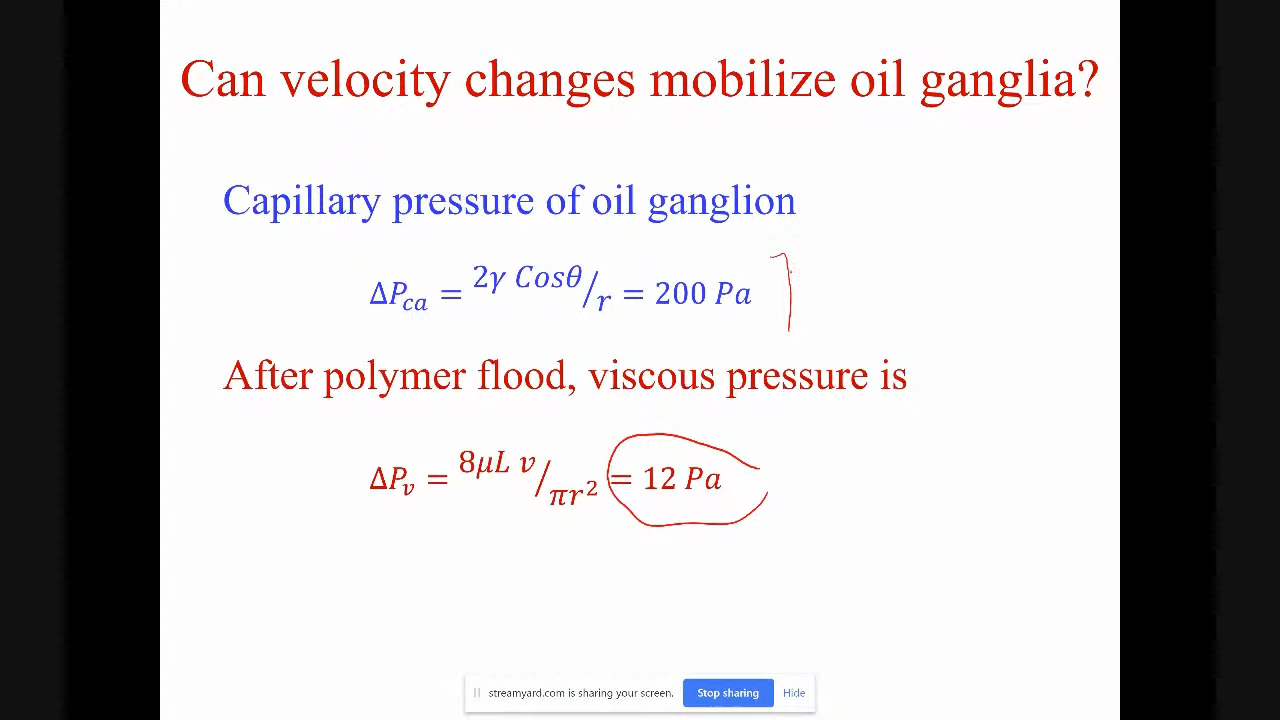 Can velocity changes mobilize oil ganglia?
Capillary pressure of oil ganglion
ΔP_ca = 2γ Cosθ/r = 200 Pa
After polymer flood, viscous pressure is
ΔP_v = 8μL v/πr² = 12 Pa
streamyard.com is sharing your screen. Stop sharing Hide